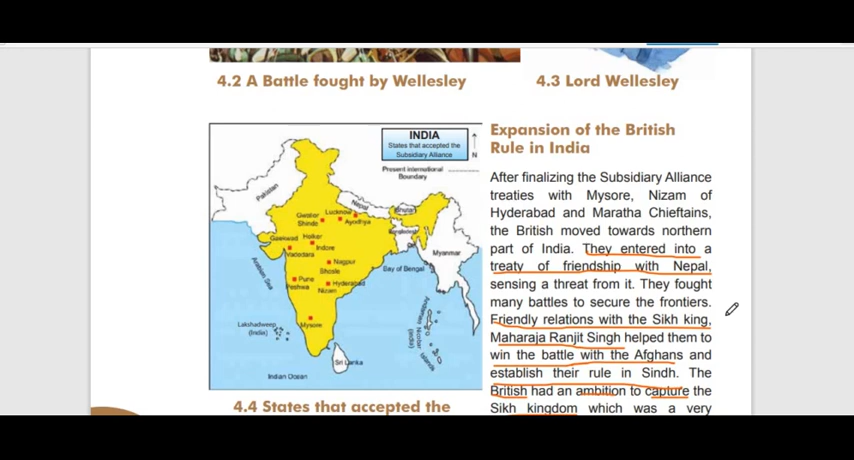 4.2 A Battle fought by Wellesley
4.3 Lord Wellesley
INDIA
States that accepted the
Subsidiary Alliance
N
Present international
Boundary
Pakistan
Nepal
Bhutan
Bangladesh
Myanmar
Gwalior
Shinde
Lucknow
Ayodhya
Gaekwad
Holkar
Vadodara
Indore
Nagpur
Bhosle
Pune
Peshwa
Hyderabad
Nizam
Mysore
Arabian Sea
Bay of Bengal
Lakshadweep
(India)
Andaman
Nicobar
(India)
Islands
Sri Lanka
Indian Ocean
4.4 States that accepted the
Expansion of the British
Rule in India
After finalizing the Subsidiary Alliance
treaties with Mysore, Nizam of
Hyderabad and Maratha Chieftains,
the British moved towards northern
part of India. They entered into a
treaty of friendship with Nepal,
sensing a threat from it. They fought
many battles to secure the frontiers.
Friendly relations with the Sikh king,
Maharaja Ranjit Singh helped them to
win the battle with the Afghans and
establish their rule in Sindh. The
British had an ambition to capture the
Sikh kingdom which was a very